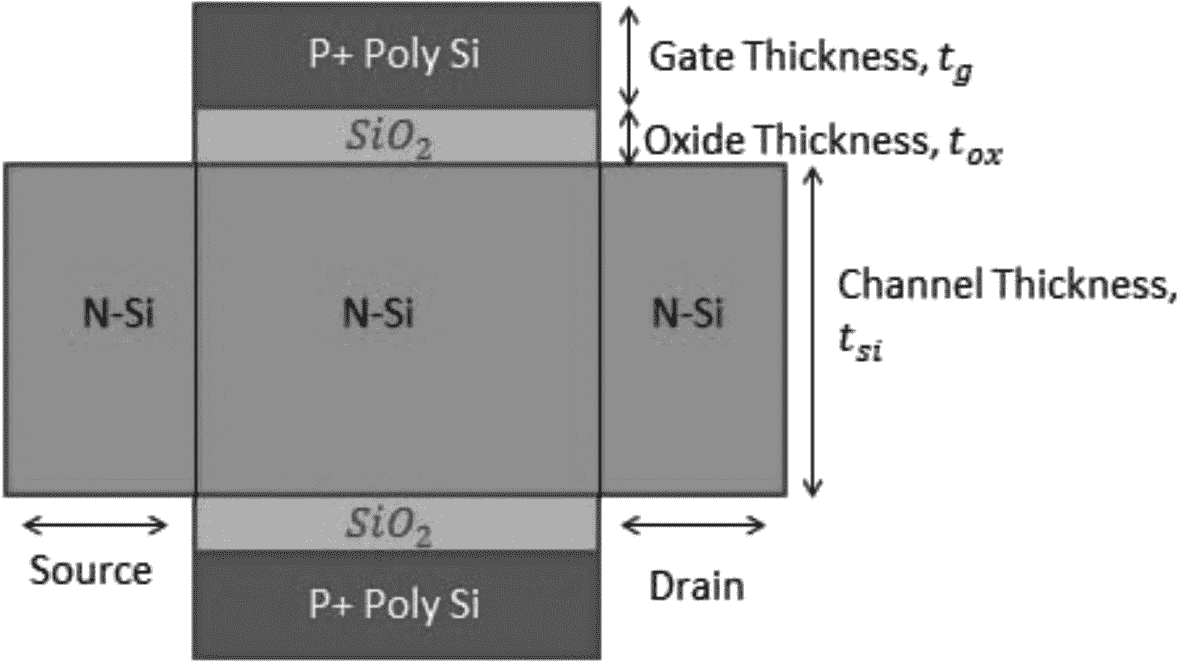 P+ Poly Si
Gate Thickness, t_g
SiO_2
Oxide Thickness, t_ox
N-Si
N-Si
N-Si
Channel Thickness,
t_si
SiO_2
Source
Drain
P+ Poly Si